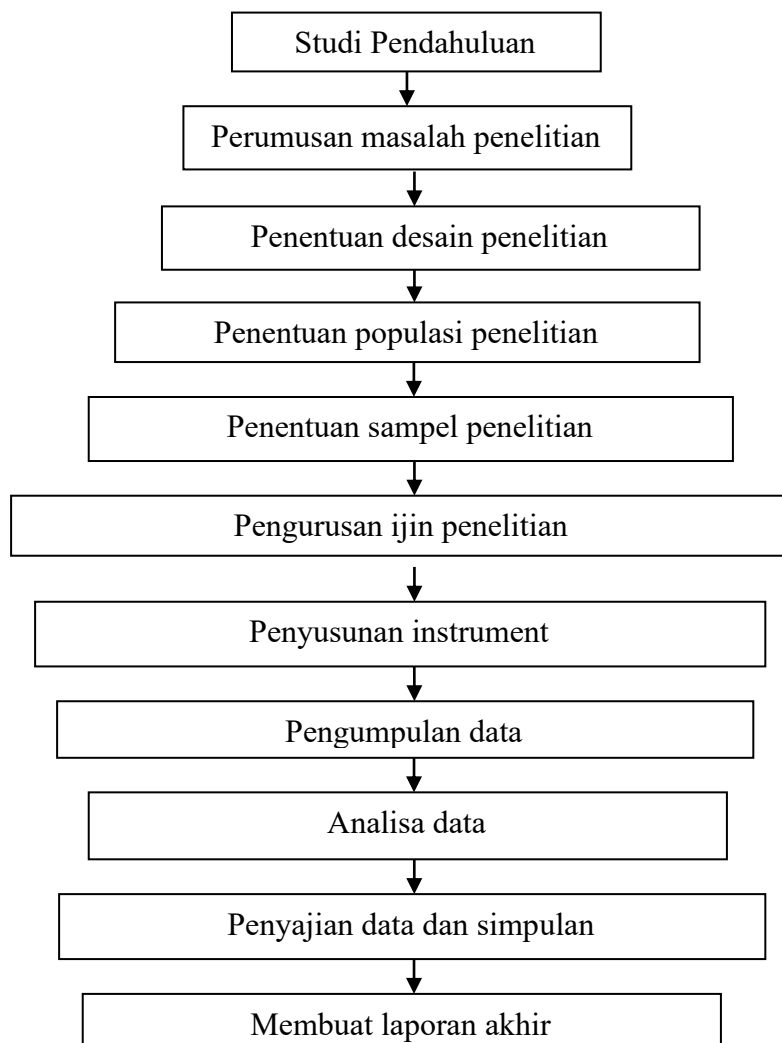 Studi Pendahuluan
Perumusan masalah penelitian
Penentuan desain penelitian
Penentuan populasi penelitian
Penentuan sampel penelitian
Pengurusan ijin penelitian
Penyusunan instrument
Pengumpulan data
Analisa data
Penyajian data dan simpulan
Membuat laporan akhir